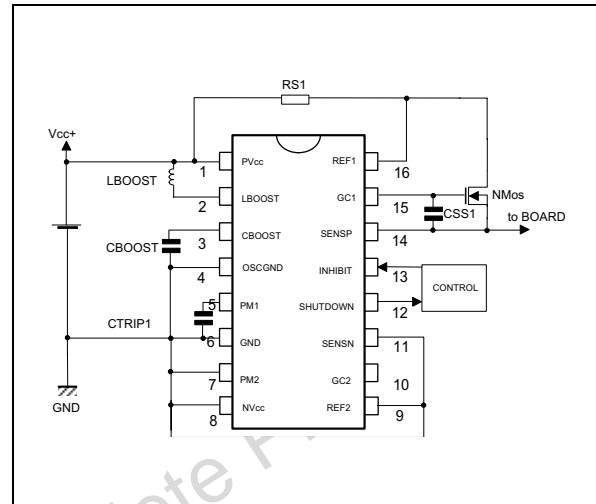 RS1
Vcc+
LBOOST
1 PVcc REF1 16
2 LBOOST GC1 15
NMos
CSS1
to BOARD
CBOOST
3 CBOOST SENSP 14
4 OSCGND INHIBIT 13
CONTROL
5 PM1 SHUTDOWN 12
CTRIP1
6 GND SENSN 11
7 PM2 GC2 10
8 NVcc REF2 9
GND